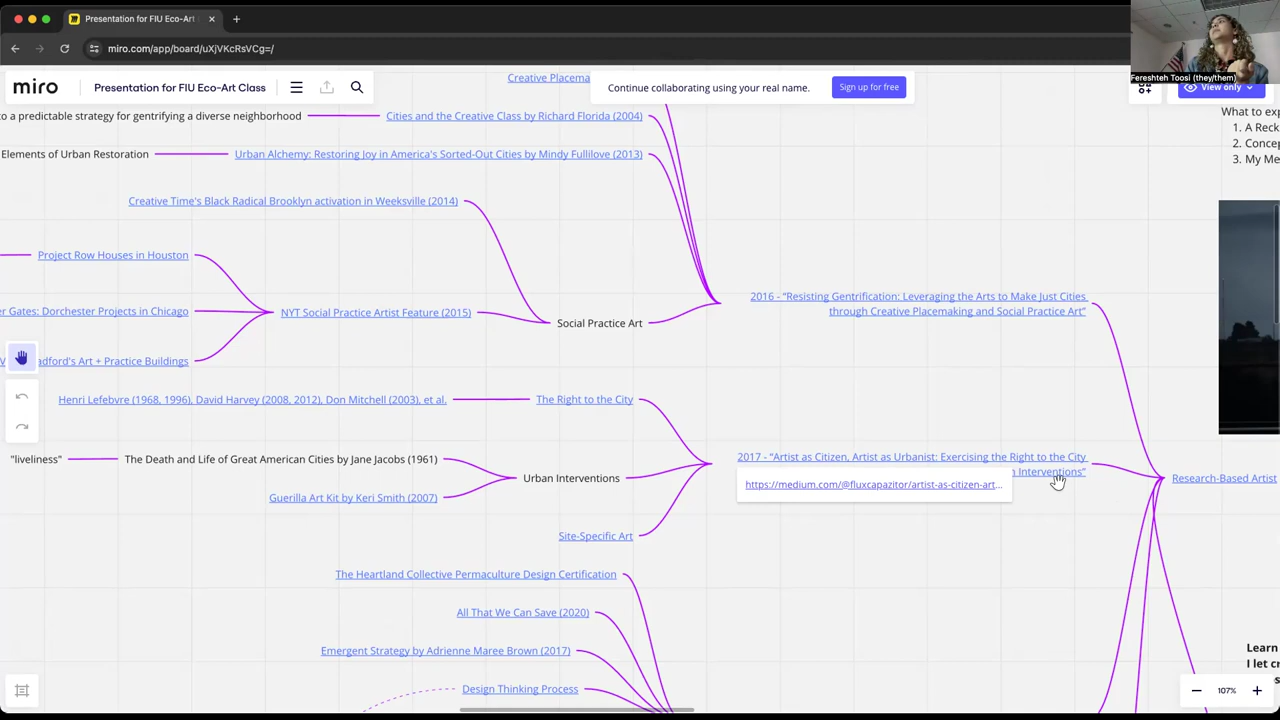 Presentation for FIU Eco-Art
miro.com/app/board/uXjVKcRsVCg=/
Fereshteh Toosi (they/them)
miro
Presentation for FIU Eco-Art Class
Continue collaborating using your real name.
Sign up for free
View only
Creative Placema
to a predictable strategy for gentrifying a diverse neighborhood
Cities and the Creative Class by Richard Florida (2004)
What to exp
1. A Reck
2. Concep
3. My Me
Elements of Urban Restoration
Urban Alchemy: Restoring Joy in America's Sorted-Out Cities by Mindy Fullilove (2013)
Creative Time's Black Radical Brooklyn activation in Weeksville (2014)
Project Row Houses in Houston
er Gates: Dorchester Projects in Chicago
NYT Social Practice Artist Feature (2015)
Social Practice Art
2016 - “Resisting Gentrification: Leveraging the Arts to Make Just Cities
through Creative Placemaking and Social Practice Art”
adford's Art + Practice Buildings
Henri Lefebvre (1968, 1996), David Harvey (2008, 2012), Don Mitchell (2003), et al.
The Right to the City
"liveliness"
The Death and Life of Great American Cities by Jane Jacobs (1961)
Urban Interventions
2017 - “Artist as Citizen, Artist as Urbanist: Exercising the Right to the City
n Interventions”
https://medium.com/@fluxcapazitor/artist-as-citizen-art...
Research-Based Artist
Guerilla Art Kit by Keri Smith (2007)
Site-Specific Art
The Heartland Collective Permaculture Design Certification
All That We Can Save (2020)
Emergent Strategy by Adrienne Maree Brown (2017)
Design Thinking Process
Learn
I let cr
107%